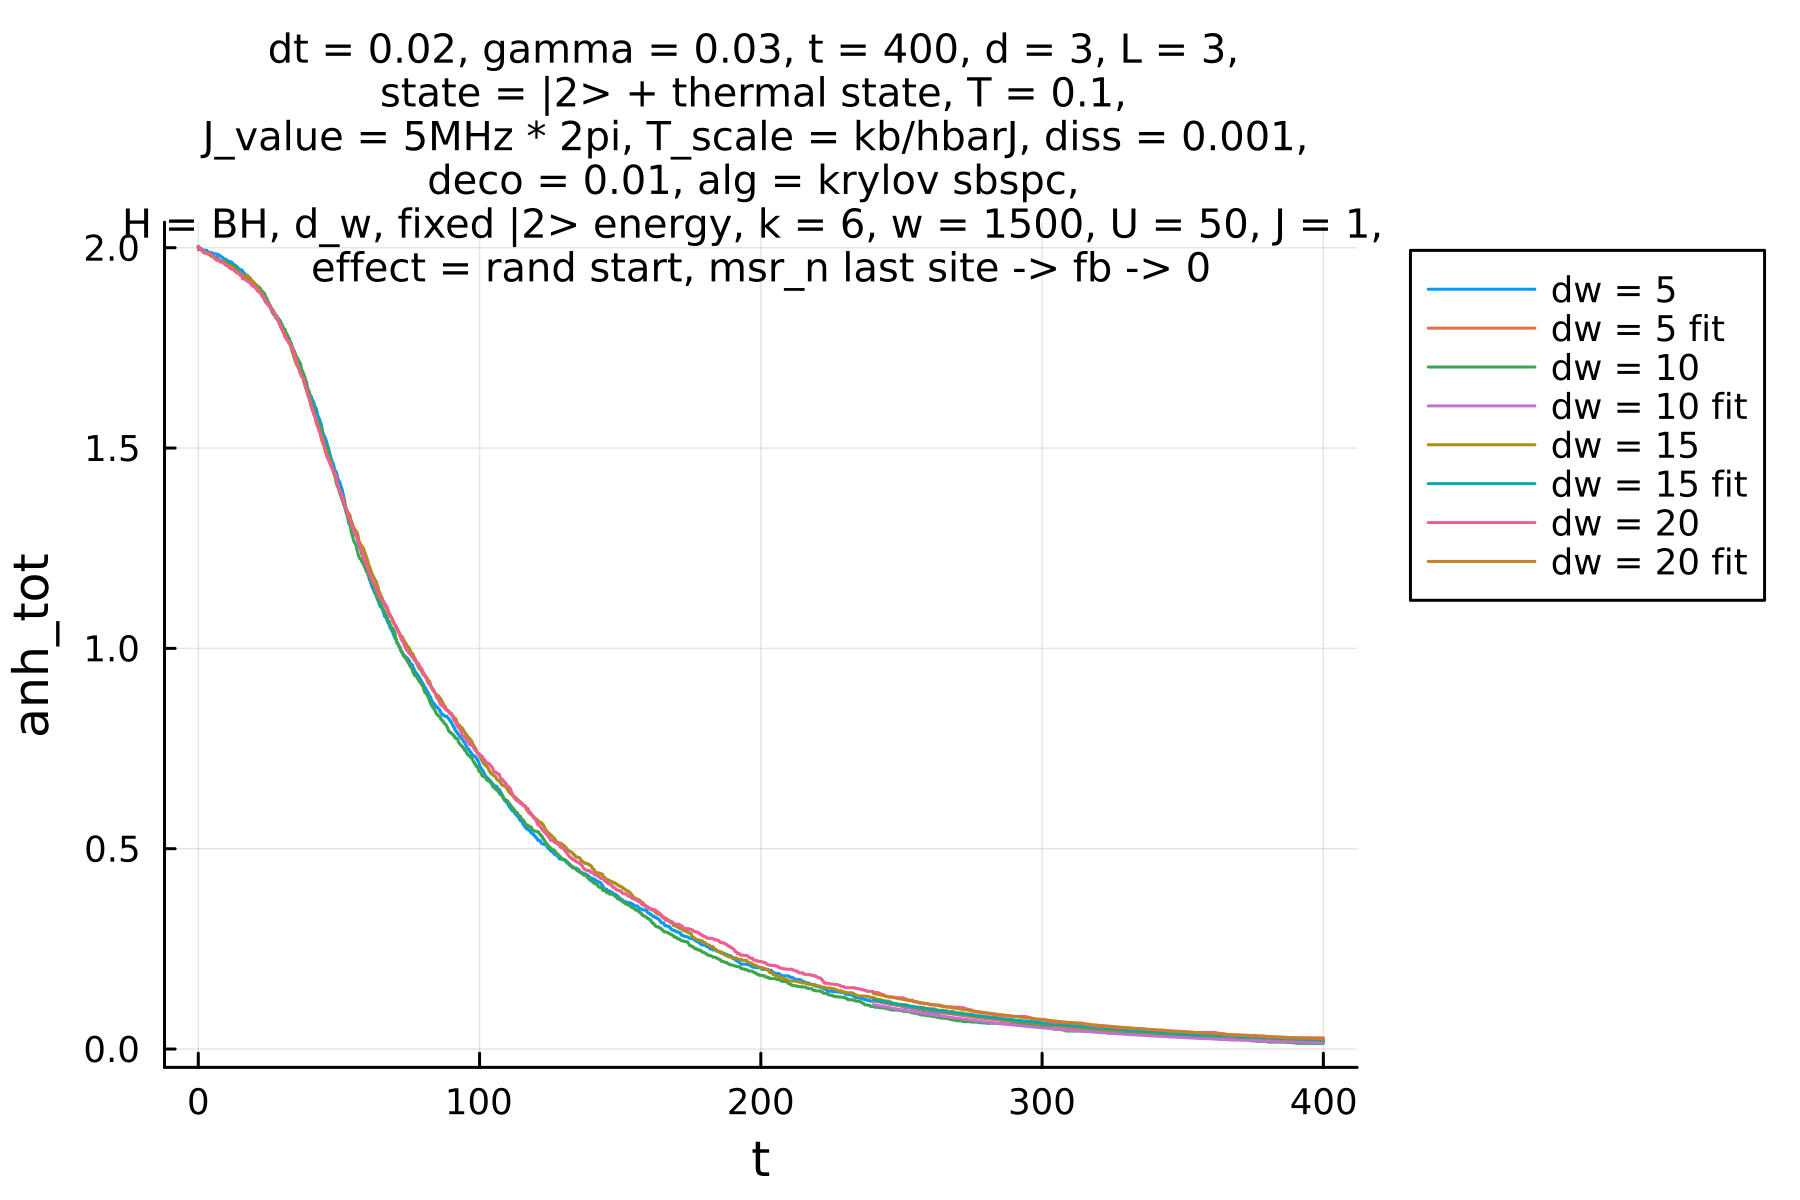 dt = 0.02, gamma = 0.03, t = 400, d = 3, L = 3,
state = |2> + thermal state, T = 0.1,
J_value = 5MHz * 2pi, T_scale = kb/hbarJ, diss = 0.001,
deco = 0.01, alg = krylov sbspc,
H = BH, d_w, fixed |2> energy, k = 6, w = 1500, U = 50, J = 1,
effect = rand start, msr_n last site -> fb -> 0
2.0
1.5
1.0
0.5
0.0
anh_tot
0 100 200 300 400
t
dw = 5
dw = 5 fit
dw = 10
dw = 10 fit
dw = 15
dw = 15 fit
dw = 20
dw = 20 fit